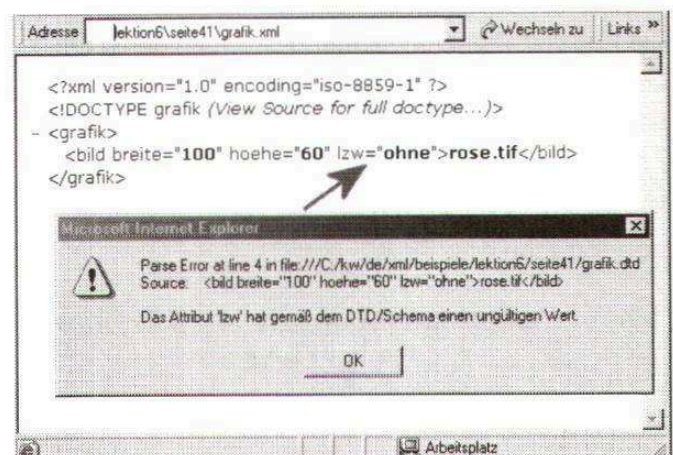 Adresse lektion6\seite41\grafik.xml Wechseln zu Links »
<?xml version="1.0" encoding="iso-8859-1" ?>
<!DOCTYPE grafik (View Source for full doctype...)>
- <grafik>
<bild breite="100" hoehe="60" lzw="ohne">rose.tif</bild>
</grafik>
Microsoft Internet Explorer
Parse Error at line 4 in file:///C:/kw/de/xml/beispiele/lektion6/seite41/grafik.dtd
Source: <bild breite="100" hoehe="60" lzw="ohne">rose.tif</bild>
Das Attribut 'lzw' hat gemäß dem DTD/Schema einen ungültigen Wert.
OK
Arbeitsplatz